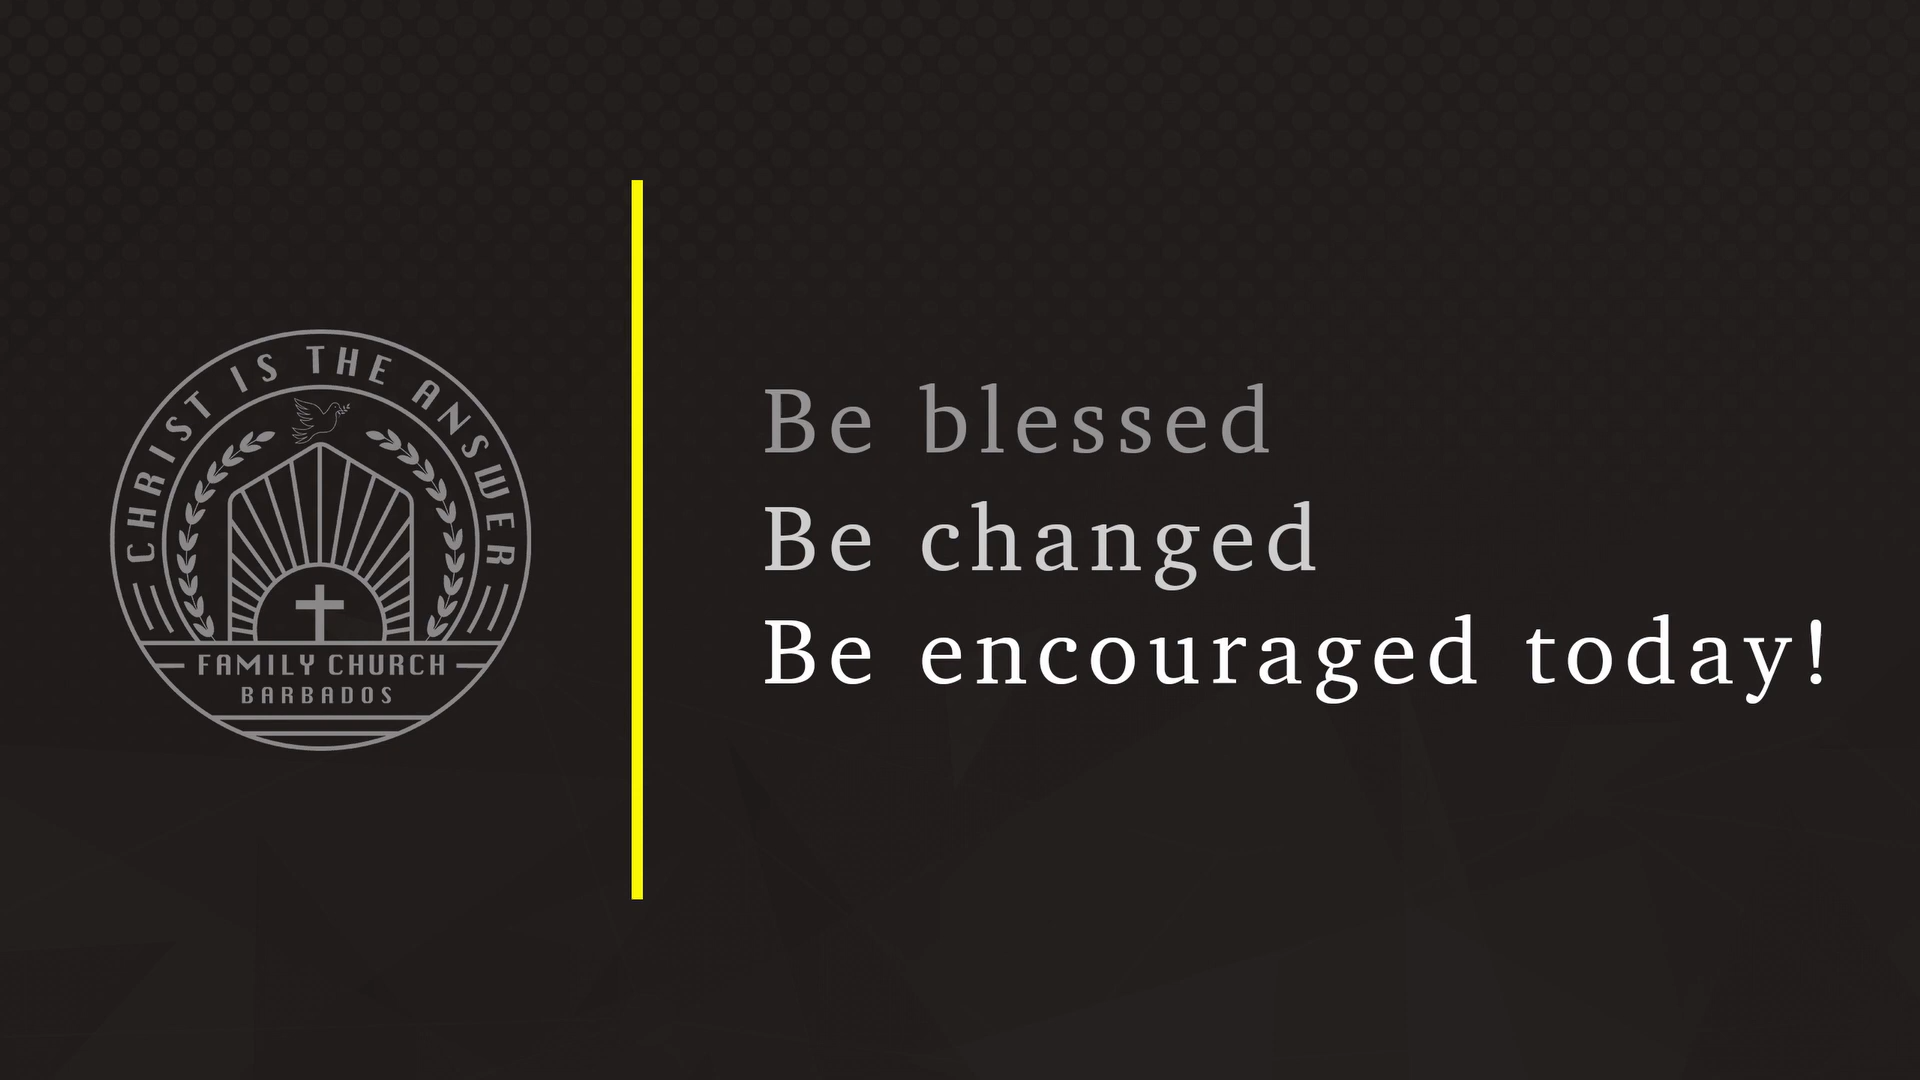 CHRIST IS THE ANSWER
FAMILY CHURCH
BARBADOS
Be blessed
Be changed
Be encouraged today!